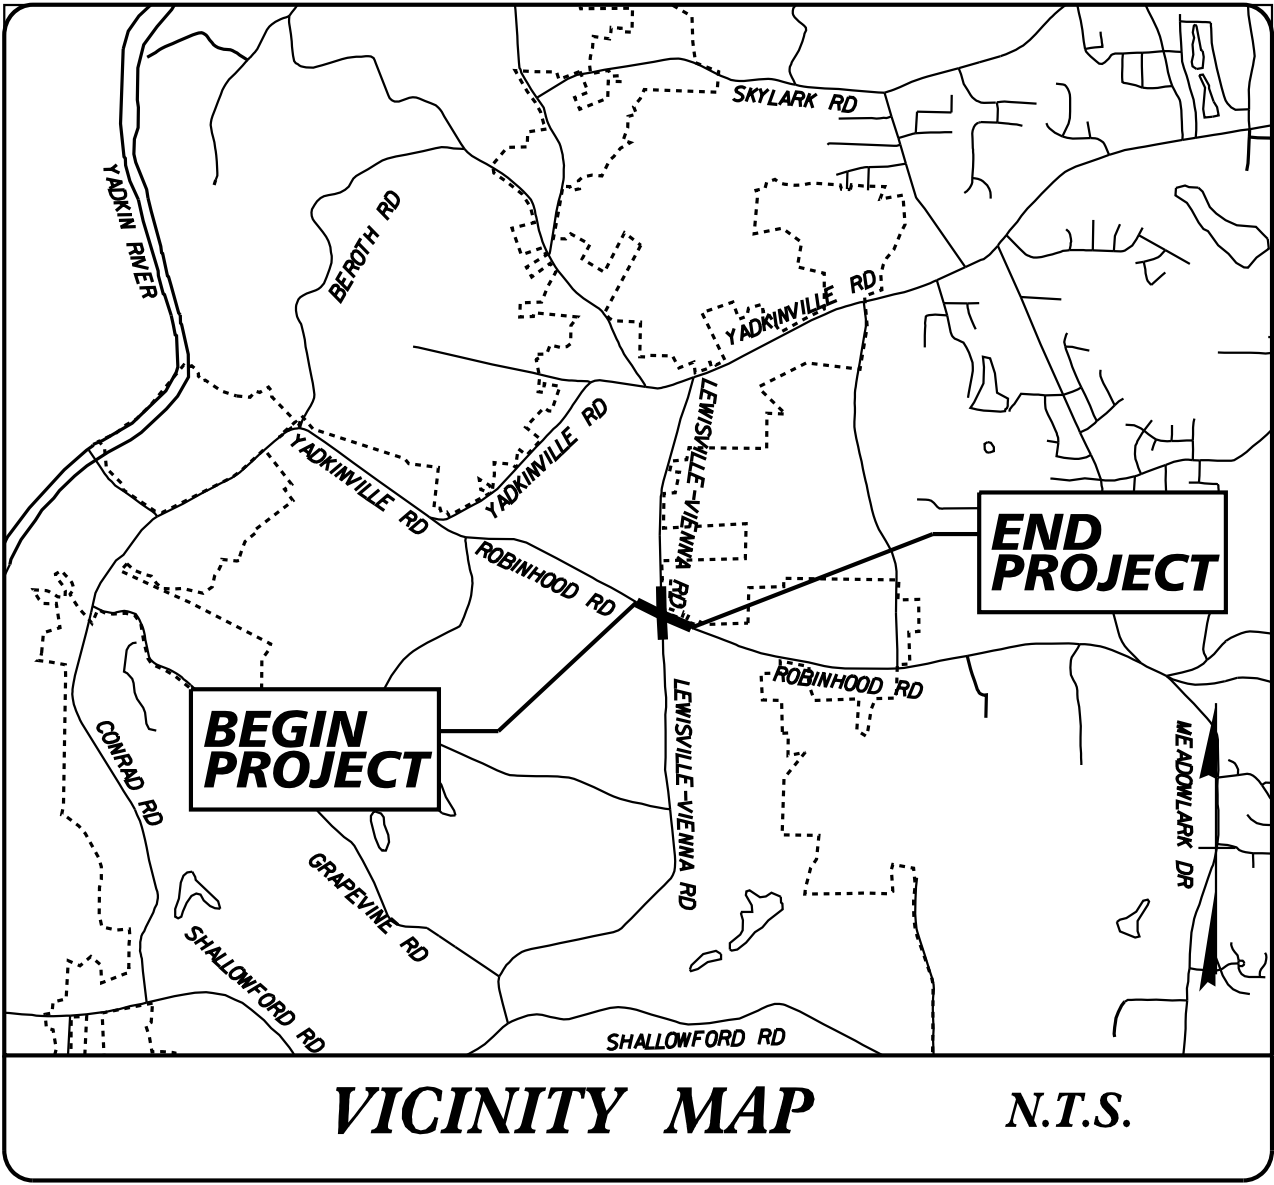 SKYLARK RD
YADKIN RIVER
BEROTH RD
YADKINVILLE RD
LEWISVILLE-VIENNA RD
YADKINVILLE RD
YADKINVILLE RD
ROBINHOOD RD
END
PROJECT
ROBINHOOD RD
BEGIN
PROJECT
CONRAD RD
LEWISVILLE-VIENNA RD
MEADOWLARK DR
GRAPEVINE RD
SHALLOWFORD RD
SHALLOWFORD RD
VICINITY MAP
N.T.S.